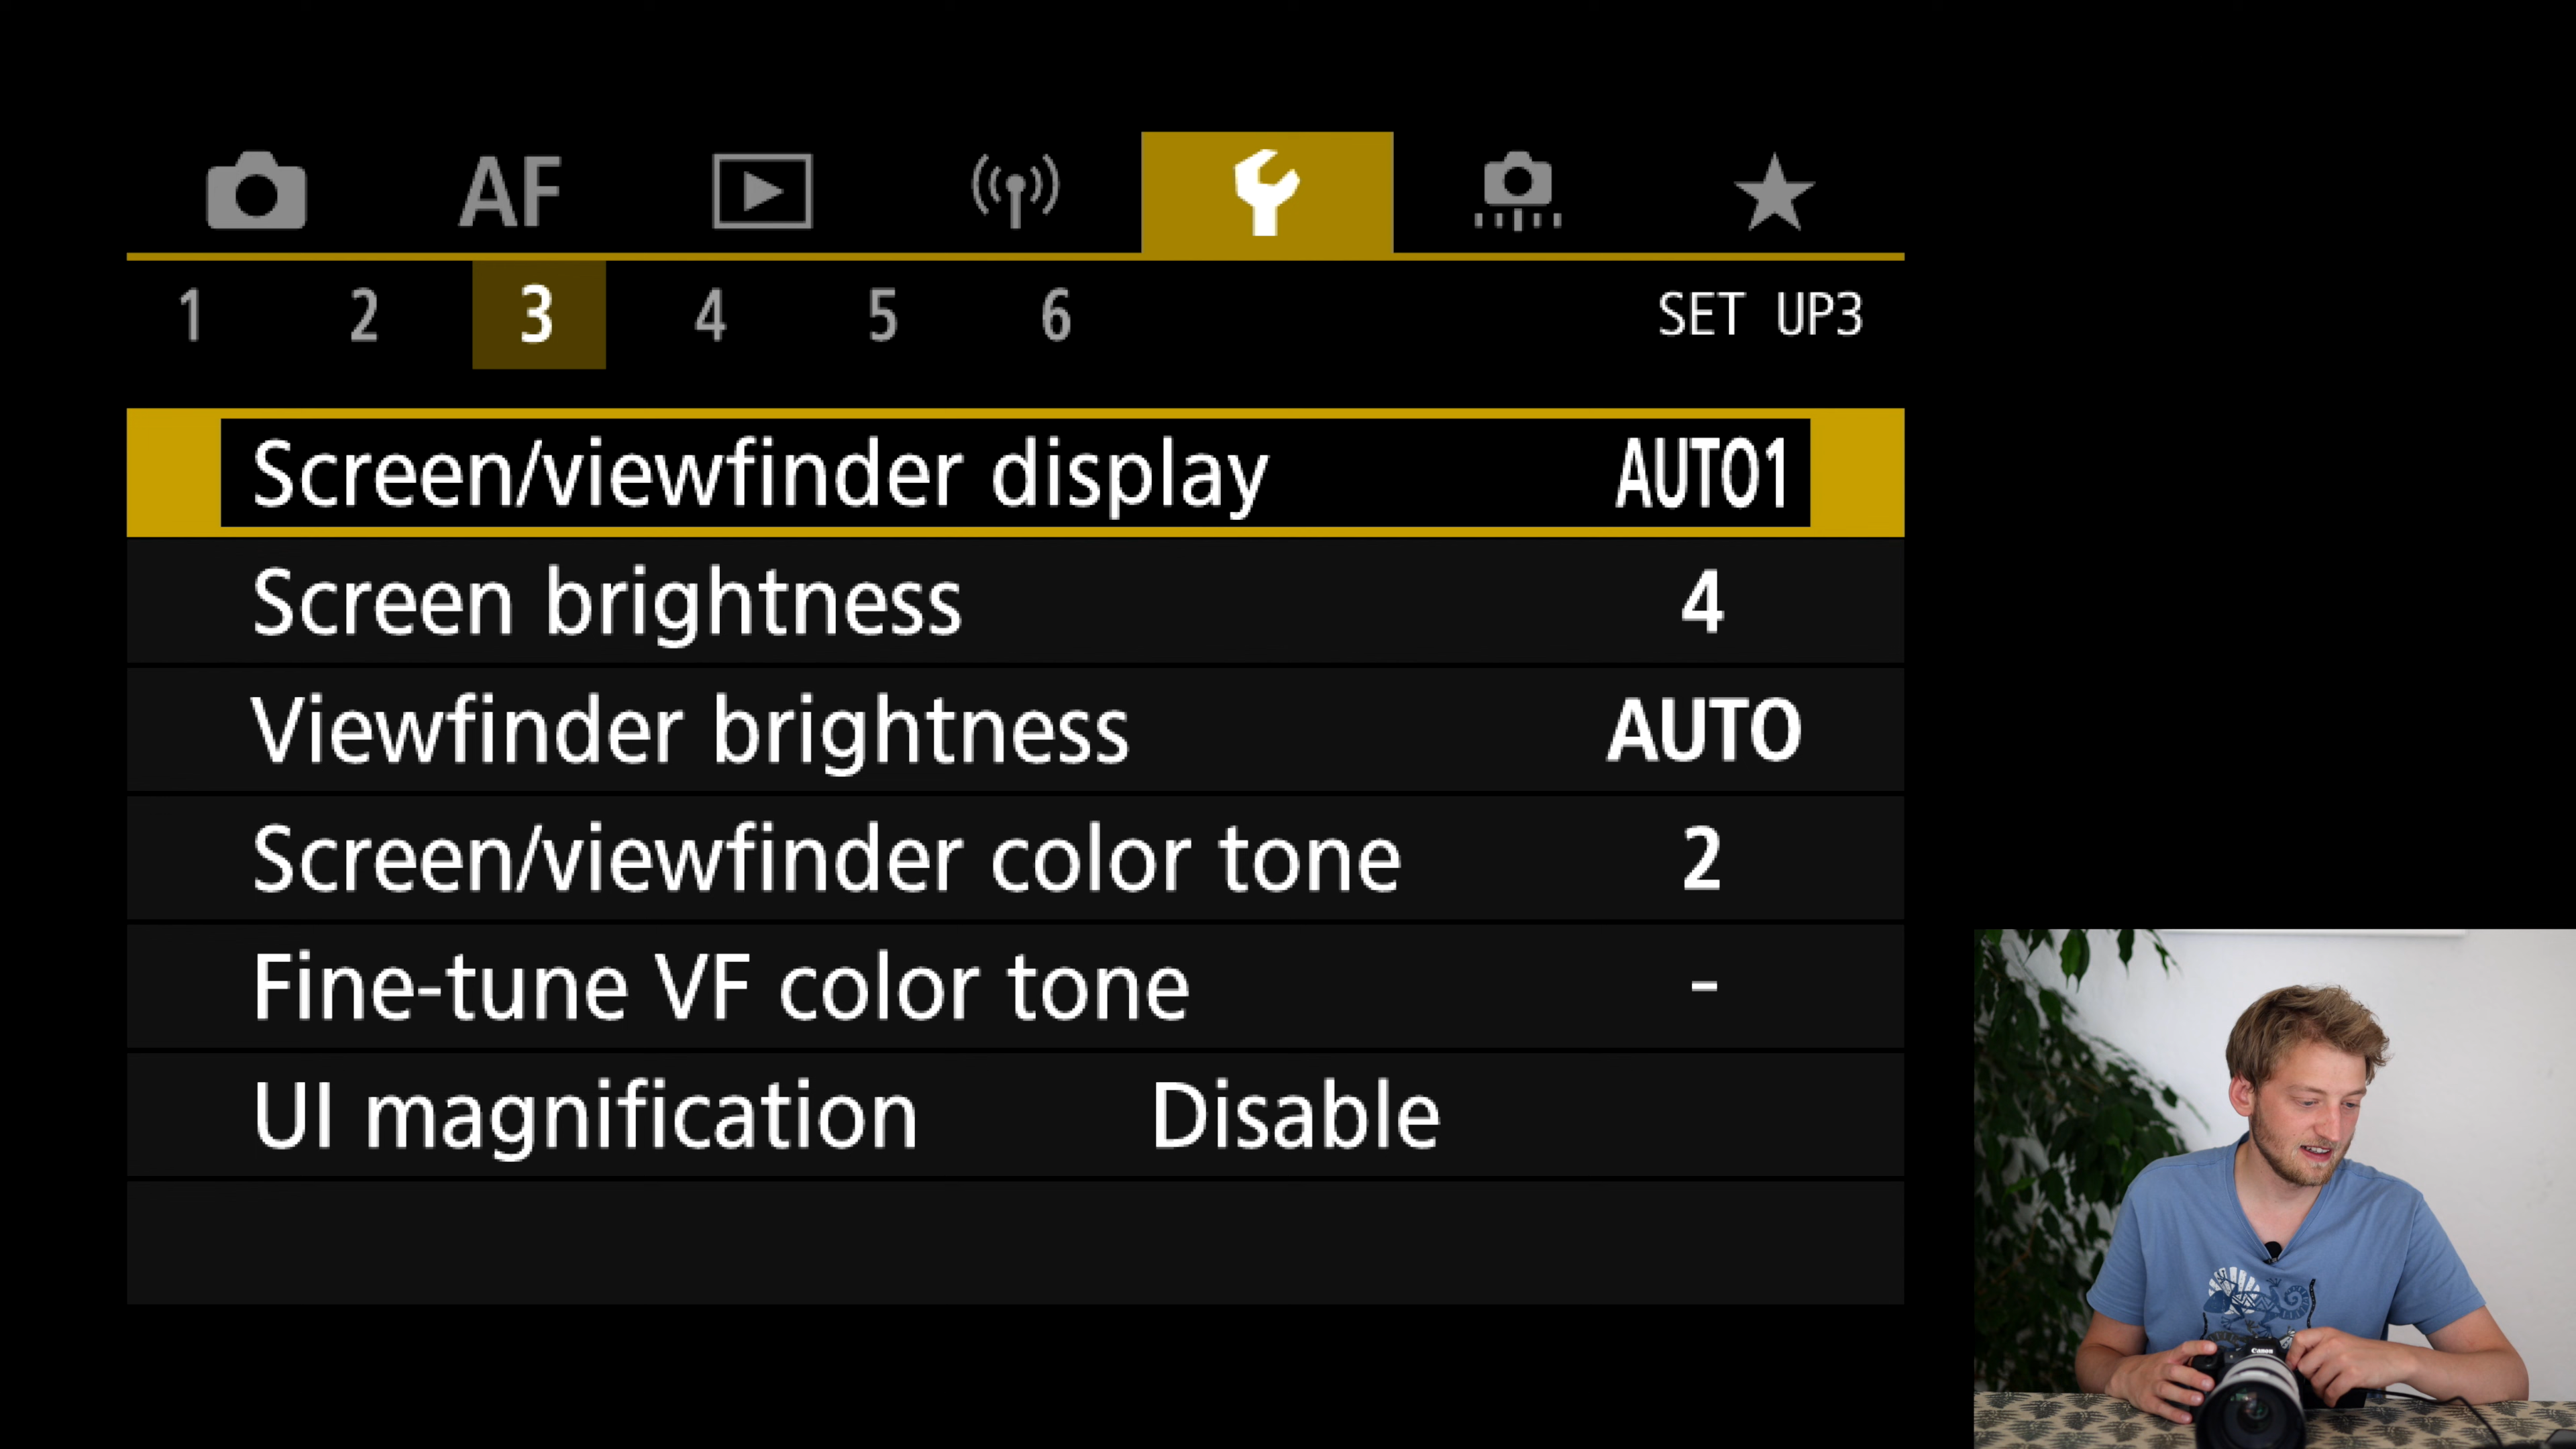 AF
1 2 3 4 5 6 SET UP3
Screen/viewfinder display AUTO1
Screen brightness 4
Viewfinder brightness AUTO
Screen/viewfinder color tone 2
Fine-tune VF color tone -
UI magnification Disable
Canon